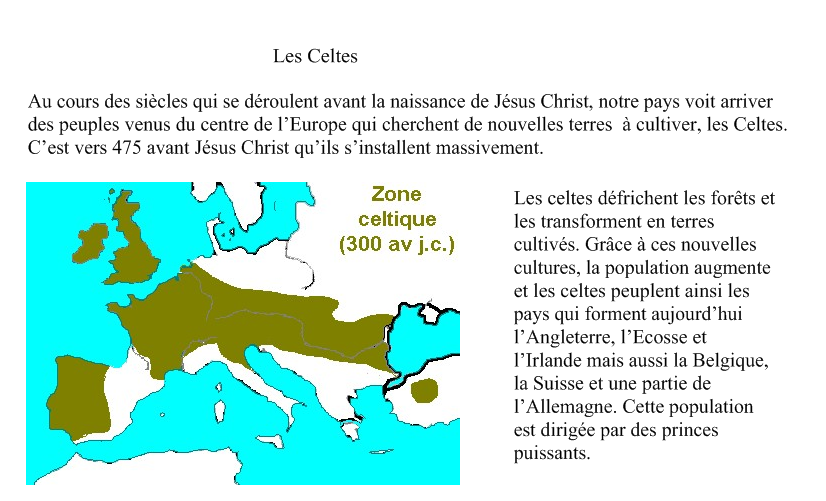 Les Celtes
Au cours des siècles qui se déroulent avant la naissance de Jésus Christ, notre pays voit arriver
des peuples venus du centre de l’Europe qui cherchent de nouvelles terres à cultiver, les Celtes.
C’est vers 475 avant Jésus Christ qu’ils s’installent massivement.
Zone
celtique
(300 av j.c.)
Les celtes défrichent les forêts et
les transforment en terres
cultivés. Grâce à ces nouvelles
cultures, la population augmente
et les celtes peuplent ainsi les
pays qui forment aujourd’hui
l’Angleterre, l’Ecosse et
l’Irlande mais aussi la Belgique,
la Suisse et une partie de
l’Allemagne. Cette population
est dirigée par des princes
puissants.